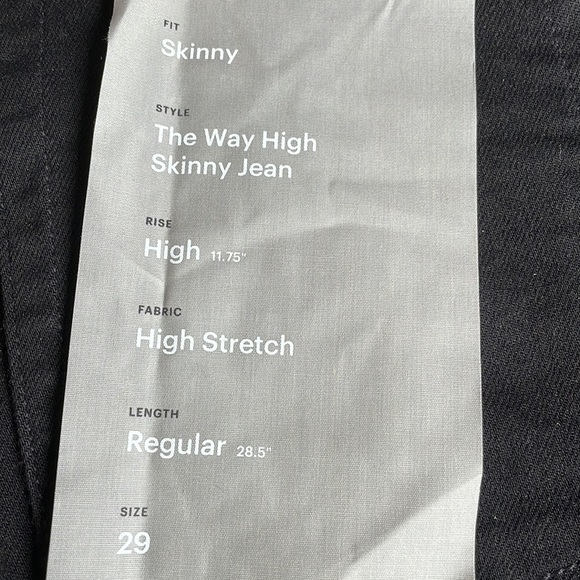 FIT
Skinny
STYLE
The Way High
Skinny Jean
RISE
High 11.75"
FABRIC
High Stretch
LENGTH
Regular 28.5"
SIZE
29